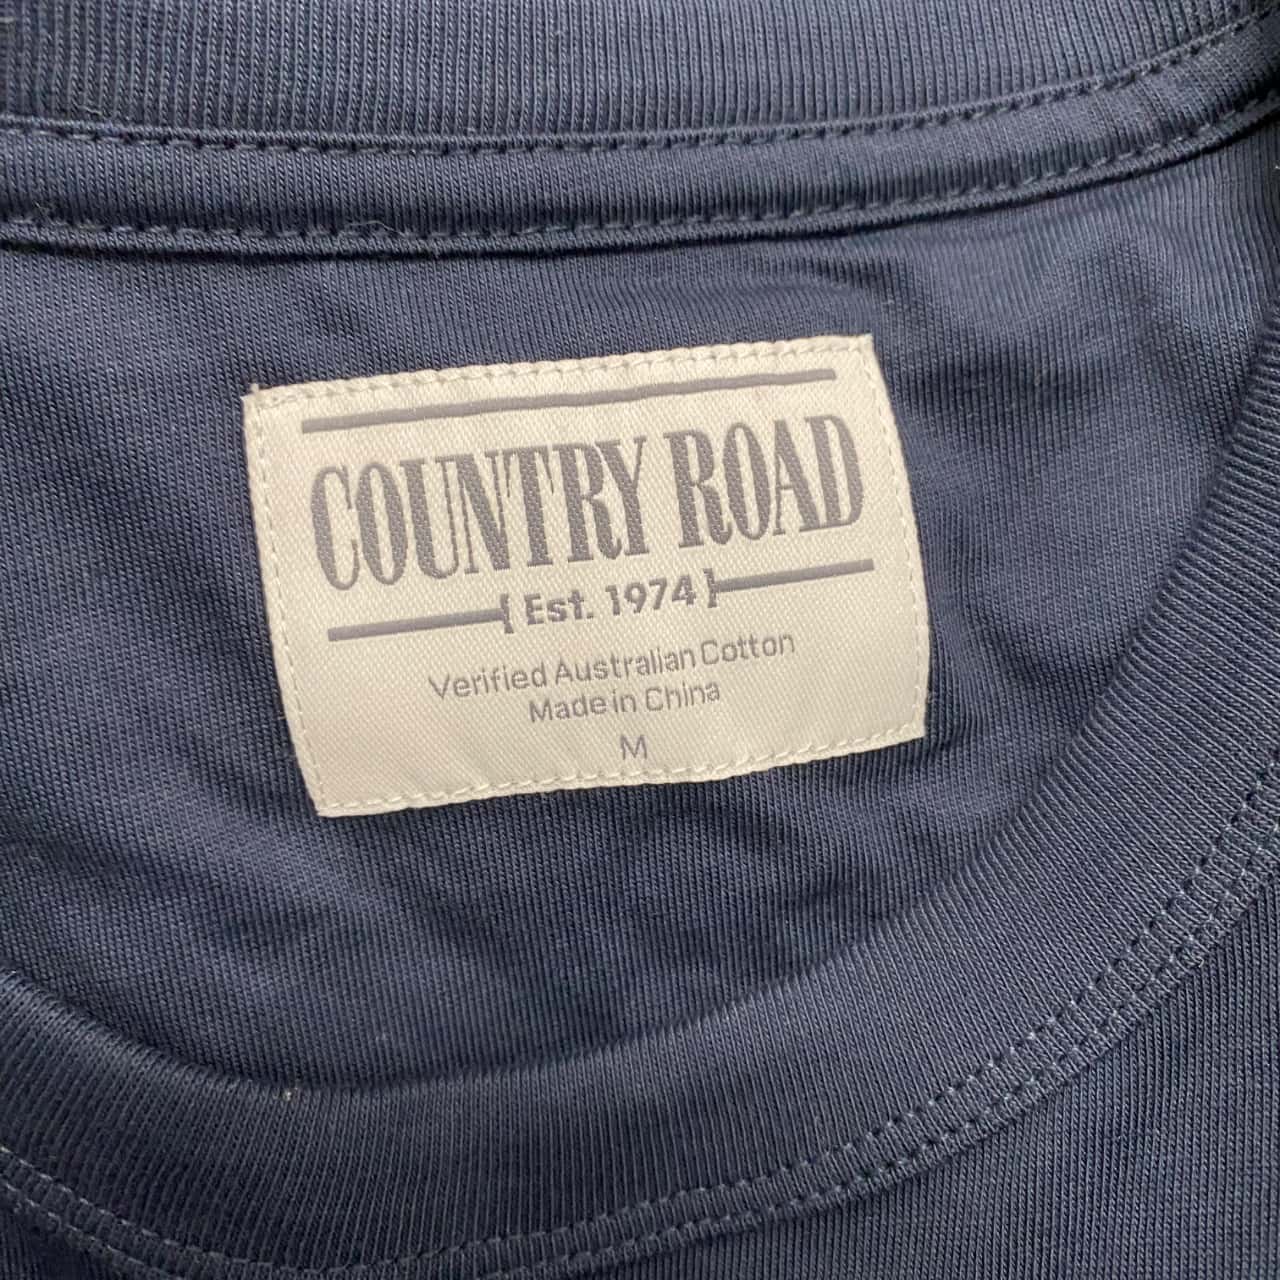 COUNTRY ROAD
{ Est. 1974 }
Verified Australian Cotton
Made in China
M